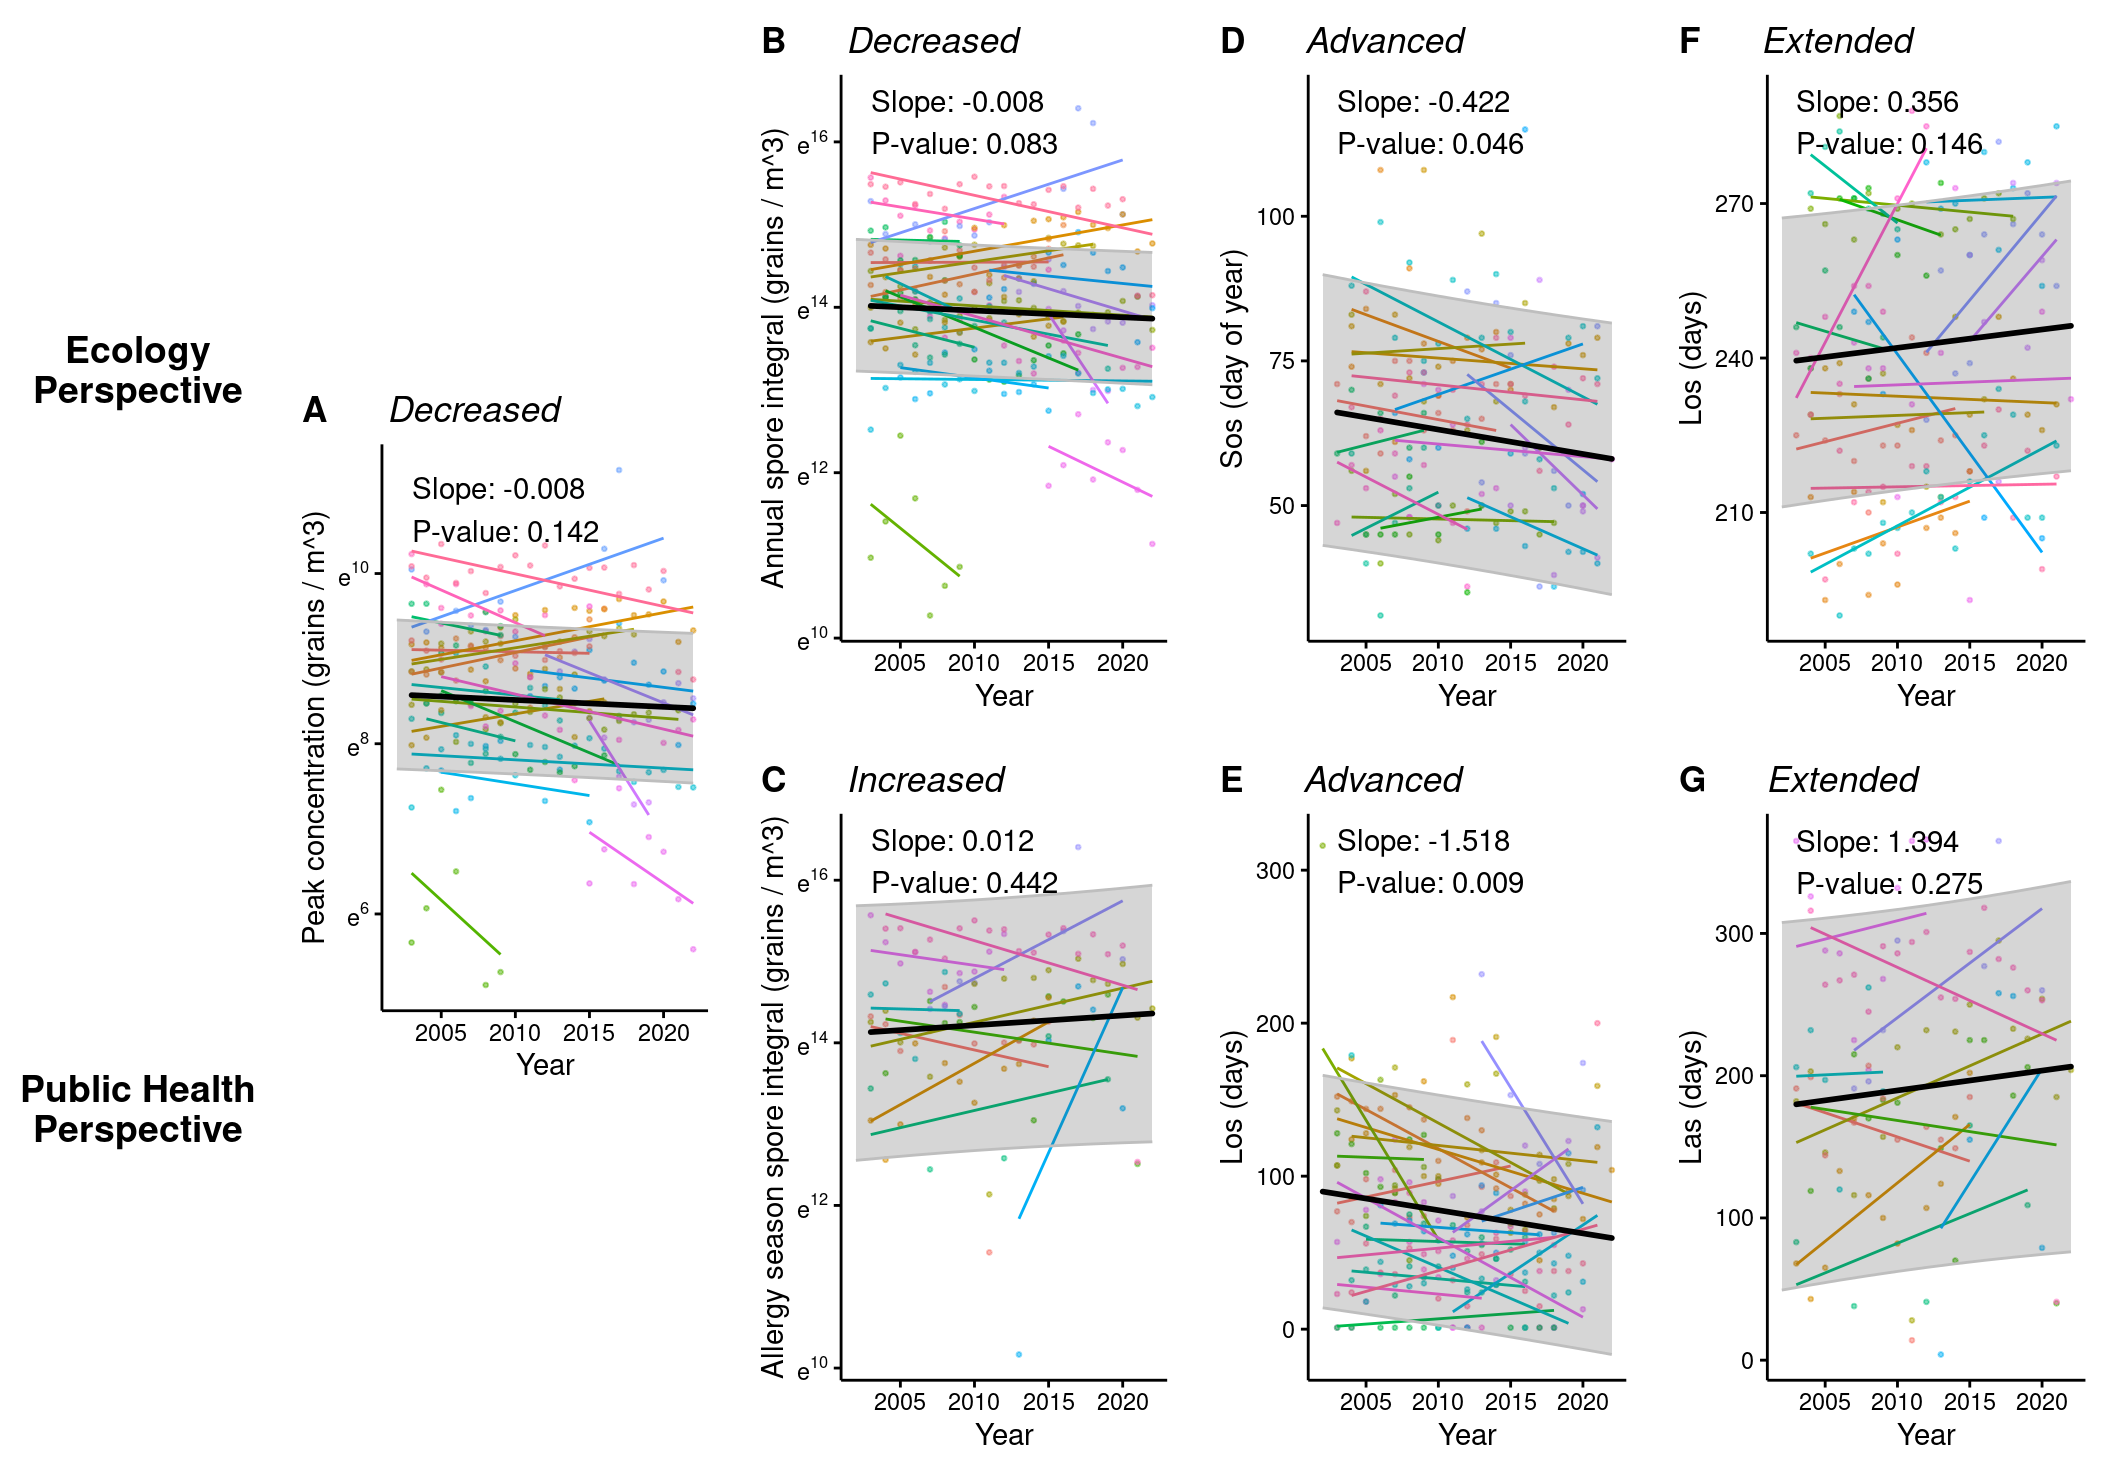 Ecology
Perspective
Public Health
Perspective
A Decreased
Slope: -0.008
P-value: 0.142
Peak concentration (grains / m^3)
e10
e8
e6
2005 2010 2015 2020
Year
B Decreased
Slope: -0.008
P-value: 0.083
Annual spore integral (grains / m^3)
e16
e14
e12
e10
2005 2010 2015 2020
Year
C Increased
Slope: 0.012
P-value: 0.442
Allergy season spore integral (grains / m^3)
e16
e14
e12
e10
2005 2010 2015 2020
Year
D Advanced
Slope: -0.422
P-value: 0.046
Sos (day of year)
100
75
50
2005 2010 2015 2020
Year
E Advanced
Slope: -1.518
P-value: 0.009
Los (days)
300
200
100
0
2005 2010 2015 2020
Year
F Extended
Slope: 0.356
P-value: 0.146
Los (days)
270
240
210
2005 2010 2015 2020
Year
G Extended
Slope: 1.394
P-value: 0.275
Las (days)
300
200
100
0
2005 2010 2015 2020
Year